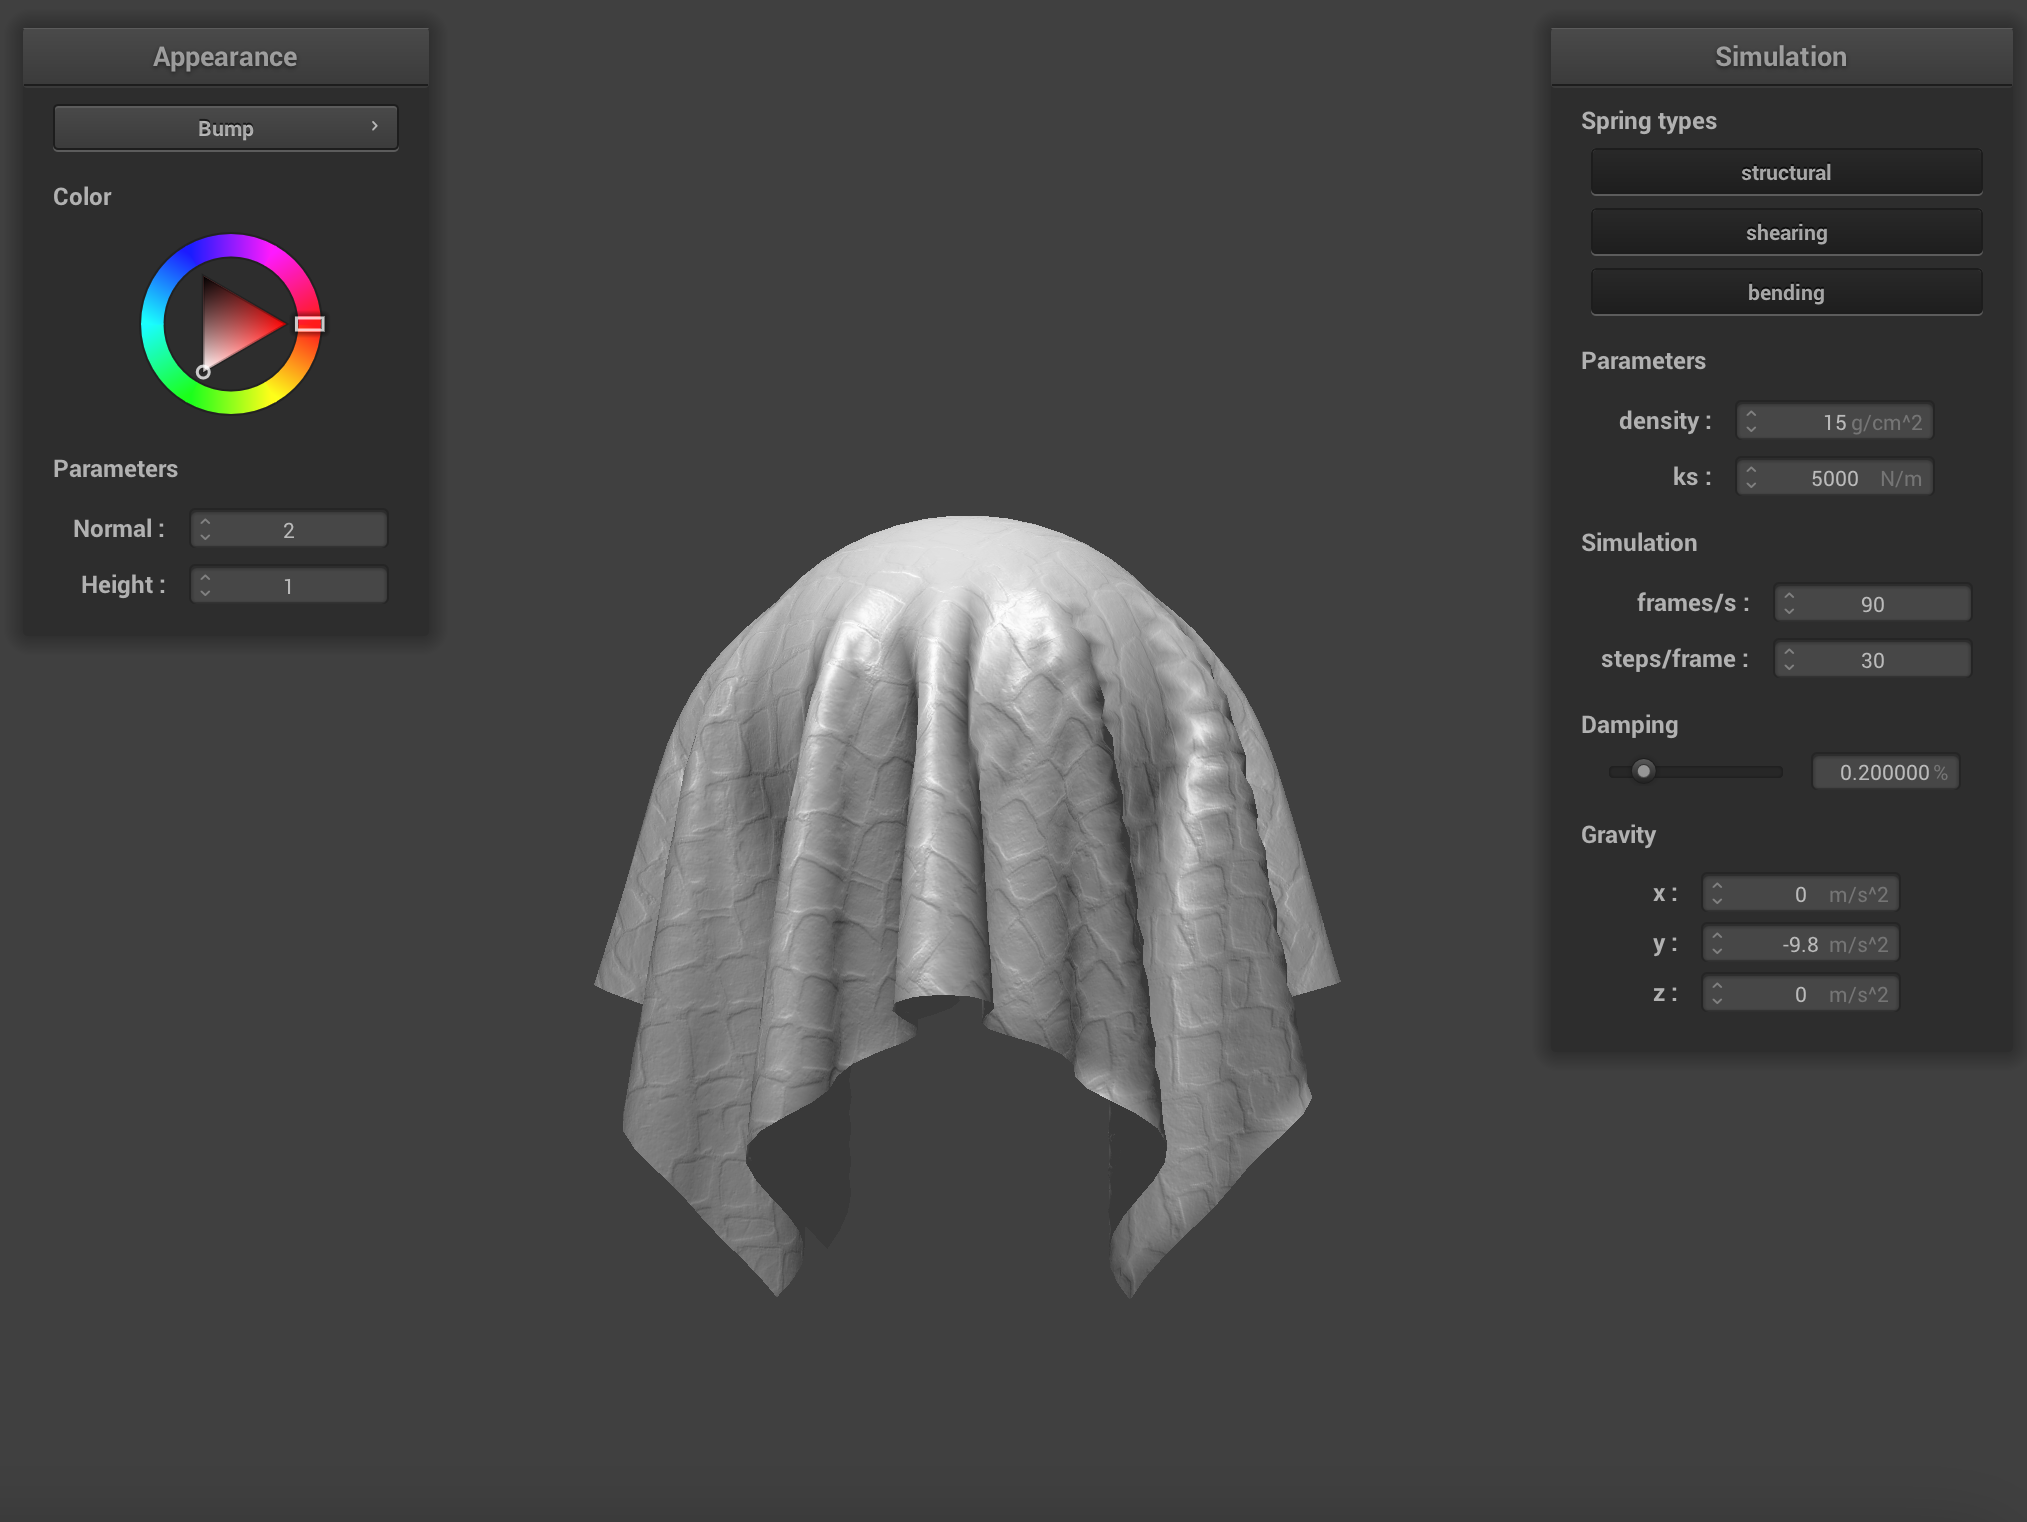 Appearance
Bump
Color
Parameters
Normal : 2
Height : 1
Simulation
Spring types
structural
shearing
bending
Parameters
density : 15 g/cm^2
ks : 5000 N/m
Simulation
frames/s : 90
steps/frame : 30
Damping
0.200000 %
Gravity
x : 0 m/s^2
y : -9.8 m/s^2
z : 0 m/s^2